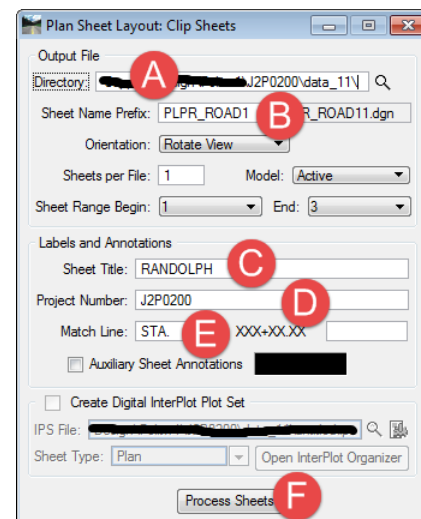 Plan Sheet Layout: Clip Sheets
Output File
A
Directory: J2P0200\data_11\
B
Sheet Name Prefix: PLPR_ROAD1 R_ROAD11.dgn
Orientation: Rotate View
Sheets per File: 1 Model: Active
Sheet Range Begin: 1 End: 3
Labels and Annotations
Sheet Title: RANDOLPH C
Project Number: J2P0200 D
Match Line: STA. E XXX+XX.XX
Auxiliary Sheet Annotations
Create Digital InterPlot Plot Set
IPS File:
Sheet Type: Plan Open InterPlot Organizer
Process Sheets F